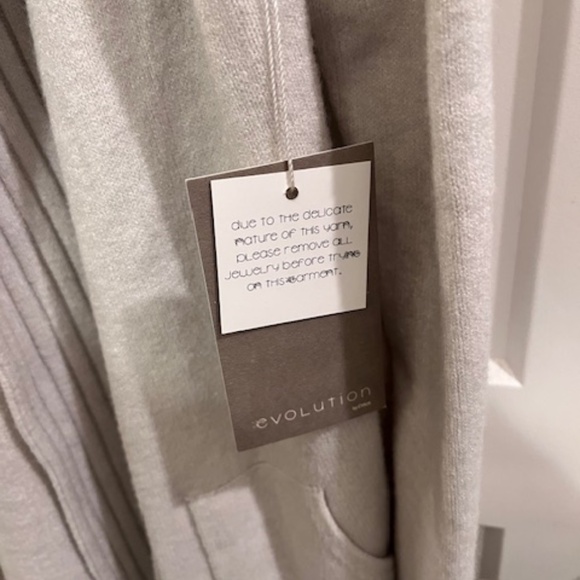 due to the delicate
nature of this yarn,
please remove all
jewelry before trying
on this garment.
evolution